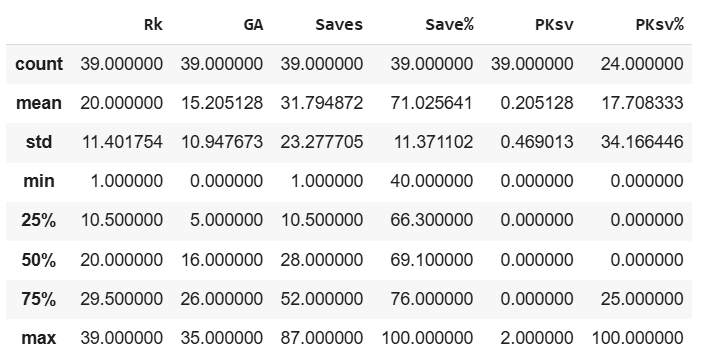 Rk GA Saves Save% PKsv PKsv%
count 39.000000 39.000000 39.000000 39.000000 39.000000 24.000000
mean 20.000000 15.205128 31.794872 71.025641 0.205128 17.708333
std 11.401754 10.947673 23.277705 11.371102 0.469013 34.166446
min 1.000000 0.000000 1.000000 40.000000 0.000000 0.000000
25% 10.500000 5.000000 10.500000 66.300000 0.000000 0.000000
50% 20.000000 16.000000 28.000000 69.100000 0.000000 0.000000
75% 29.500000 26.000000 52.000000 76.000000 0.000000 25.000000
max 39.000000 35.000000 87.000000 100.000000 2.000000 100.000000